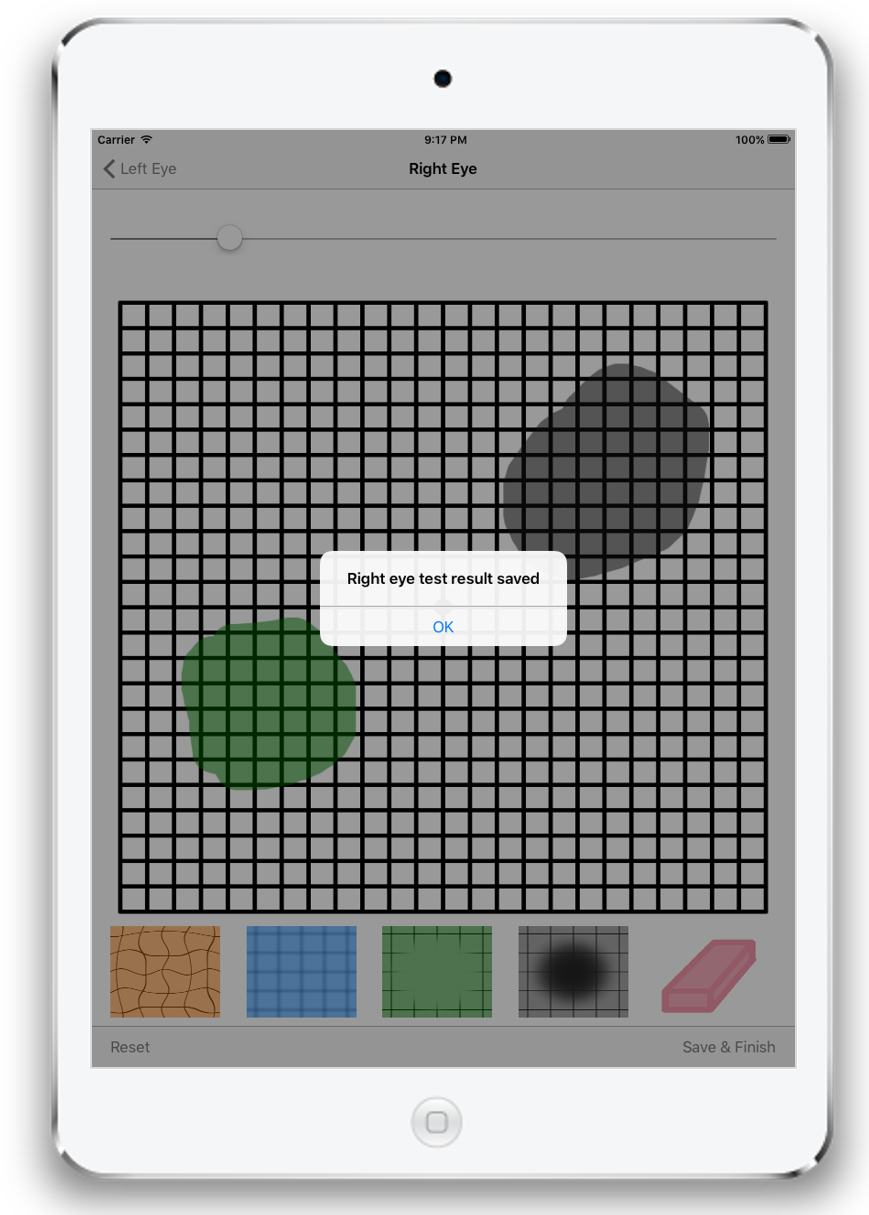 Carrier 9:17 PM 100%
Left Eye Right Eye
Right eye test result saved
OK
Reset Save & Finish